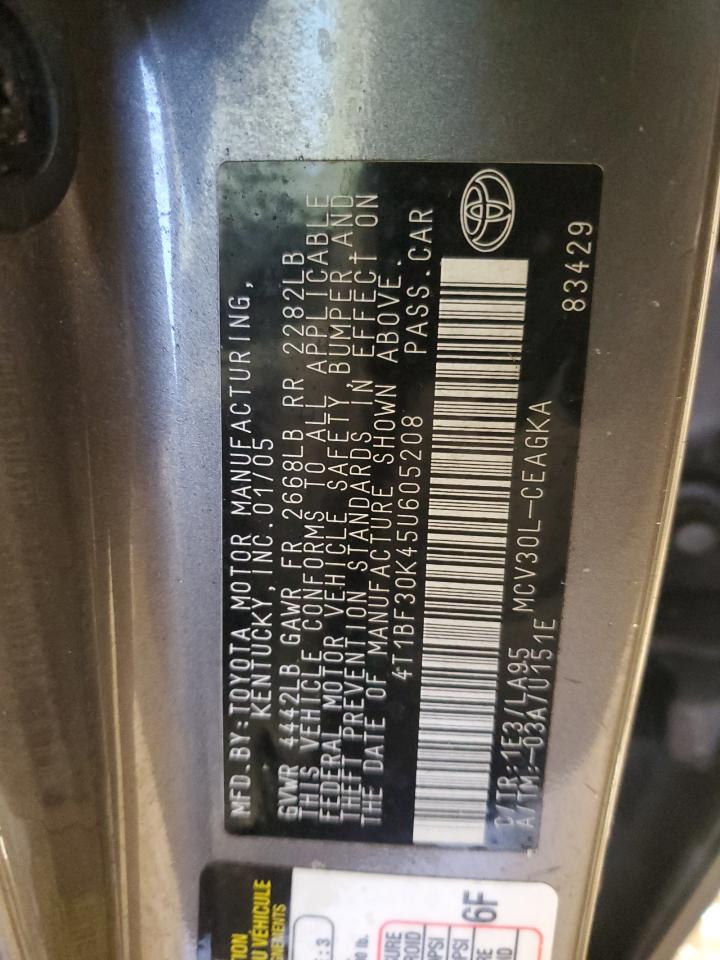 MFD.BY:TOYOTA MOTOR MANUFACTURING,
KENTUCKY,INC.01/05
GVWR 4442LB GAWR FR 2668LB RR 2282LB
THIS VEHICLE CONFORMS TO ALL APPLICABLE
FEDERAL MOTOR VEHICLE SAFETY, BUMPER, AND
THEFT PREVENTION STANDARDS IN EFFECT ON
THE DATE OF MANUFACTURE SHOWN ABOVE.
4T1BF30K45U605208 PASS.CAR
C/TR:1E3/LA95 MCV30L-CEAGKA
A/TM:-03A/U151E
83429
VEHICULE
6F